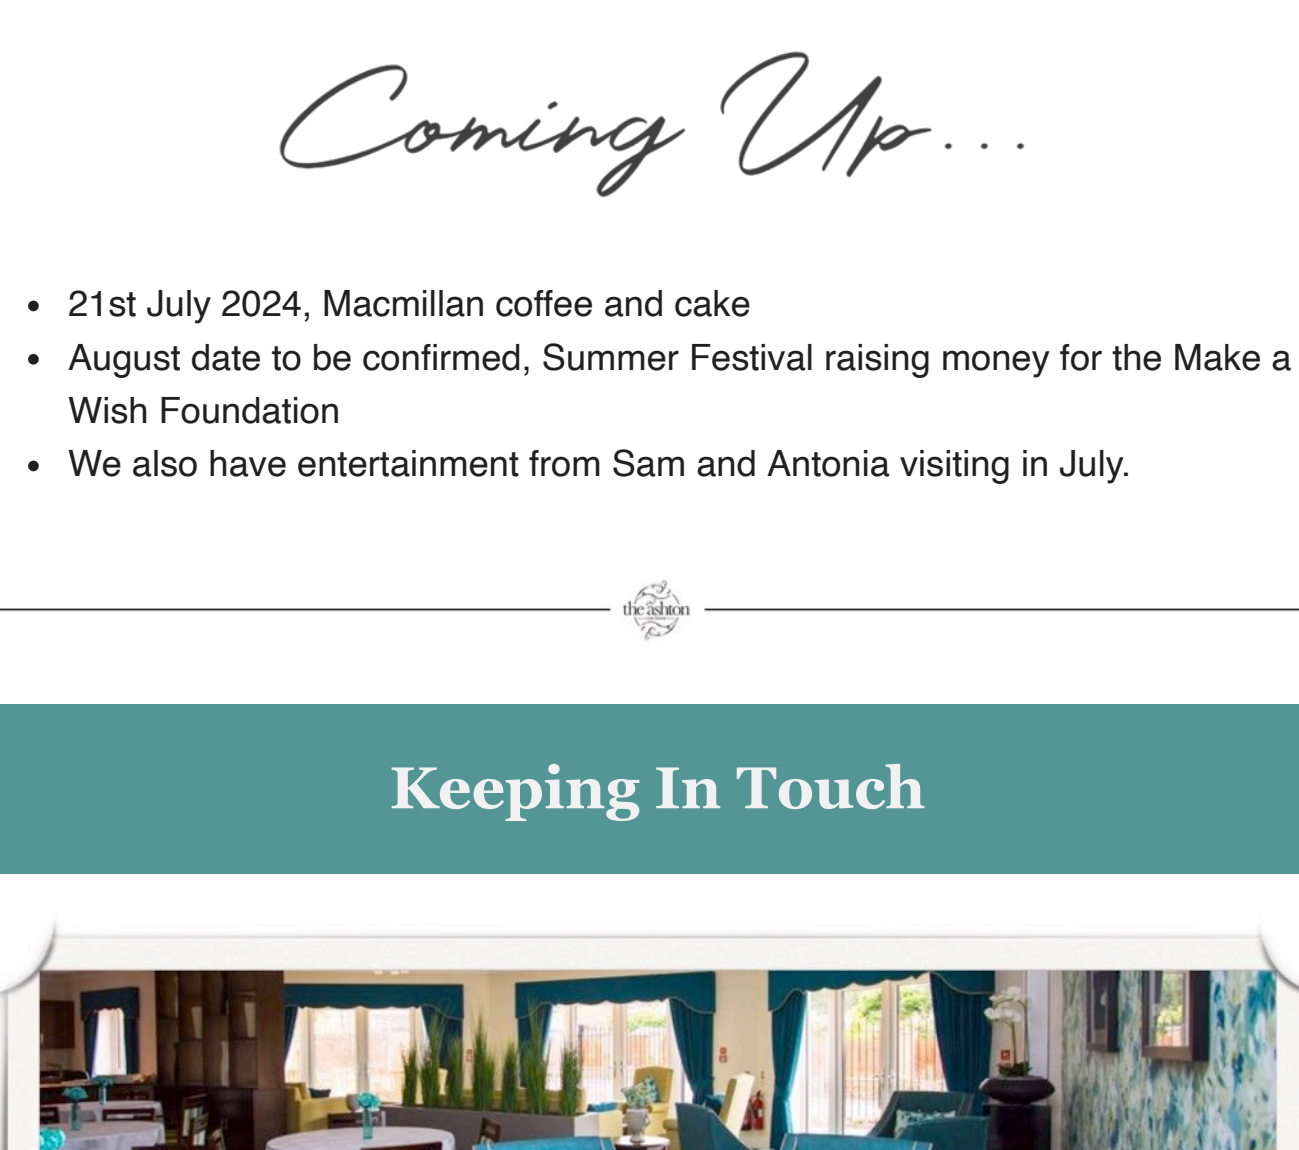 Coming Up...
21st July 2024, Macmillan coffee and cake
August date to be confirmed, Summer Festival raising money for the Make a
Wish Foundation
We also have entertainment from Sam and Antonia visiting in July.
the ashton
Keeping In Touch